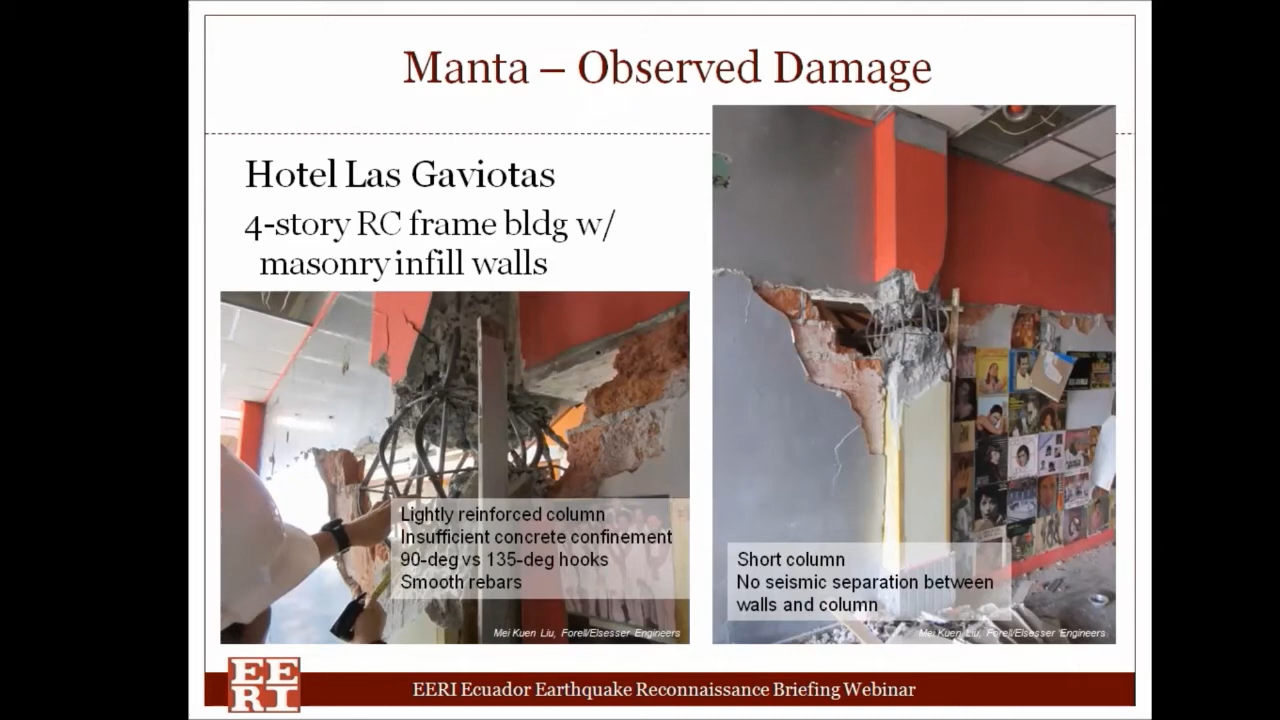 Manta – Observed Damage
Hotel Las Gaviotas
4-story RC frame bldg w/
masonry infill walls
Lightly reinforced column
Insufficient concrete confinement
90-deg vs 135-deg hooks
Smooth rebars
Mei Kuen Liu, Forell/Elsesser Engineers
Short column
No seismic separation between
walls and column
Mei Kuen Liu, Forell/Elsesser Engineers
EE
RI
EERI Ecuador Earthquake Reconnaissance Briefing Webinar